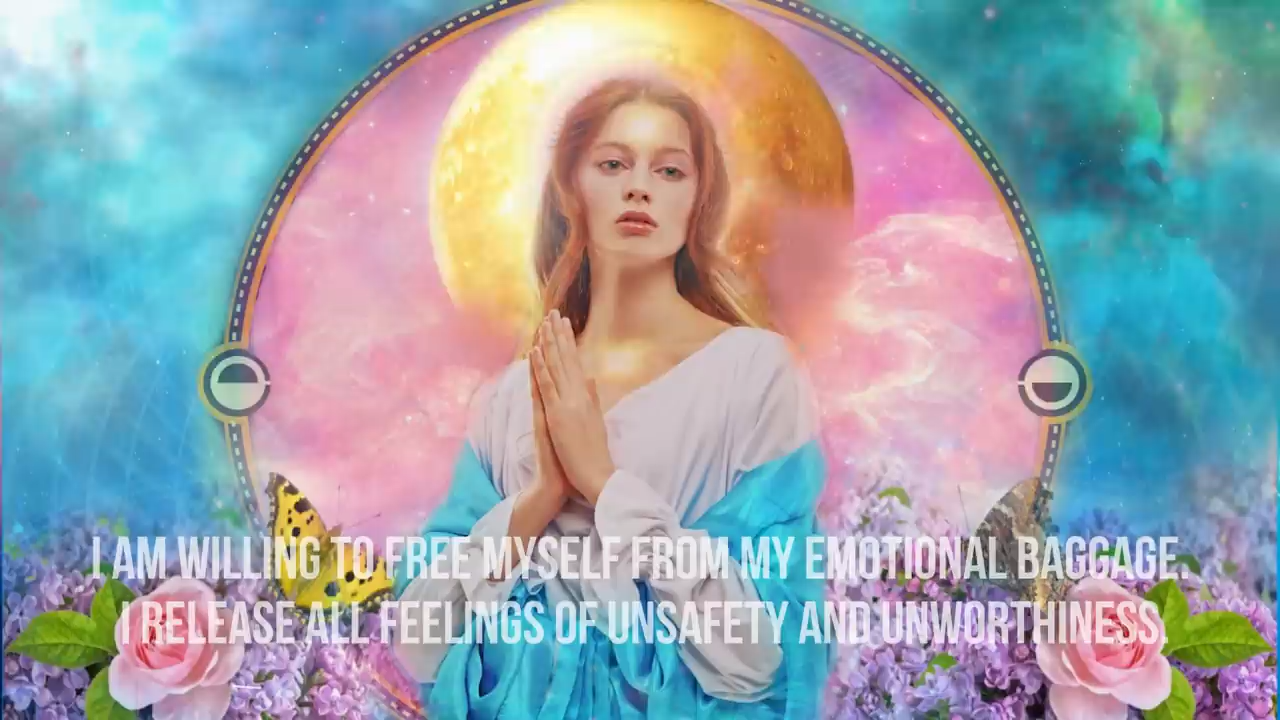 I AM WILLING TO FREE MYSELF FROM MY EMOTIONAL BAGGAGE.
I RELEASE ALL FEELINGS OF UNSAFETY AND UNWORTHINESS.